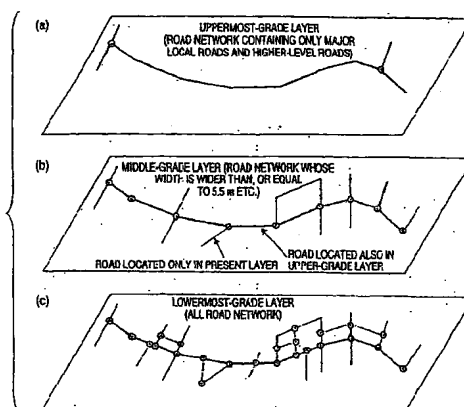 (a)
UPPERMOST-GRADE LAYER
(ROAD NETWORK CONTAINING ONLY MAJOR
LOCAL ROADS AND HIGHER-LEVEL ROADS)
(b)
MIDDLE-GRADE LAYER (ROAD NETWORK WHOSE
WIDTH IS WIDER THAN, OR EQUAL
TO 5.5 m ETC.)
ROAD LOCATED ALSO IN
UPPER-GRADE LAYER
ROAD LOCATED ONLY IN PRESENT LAYER
(c)
LOWERMOST-GRADE LAYER
(ALL ROAD NETWORK)